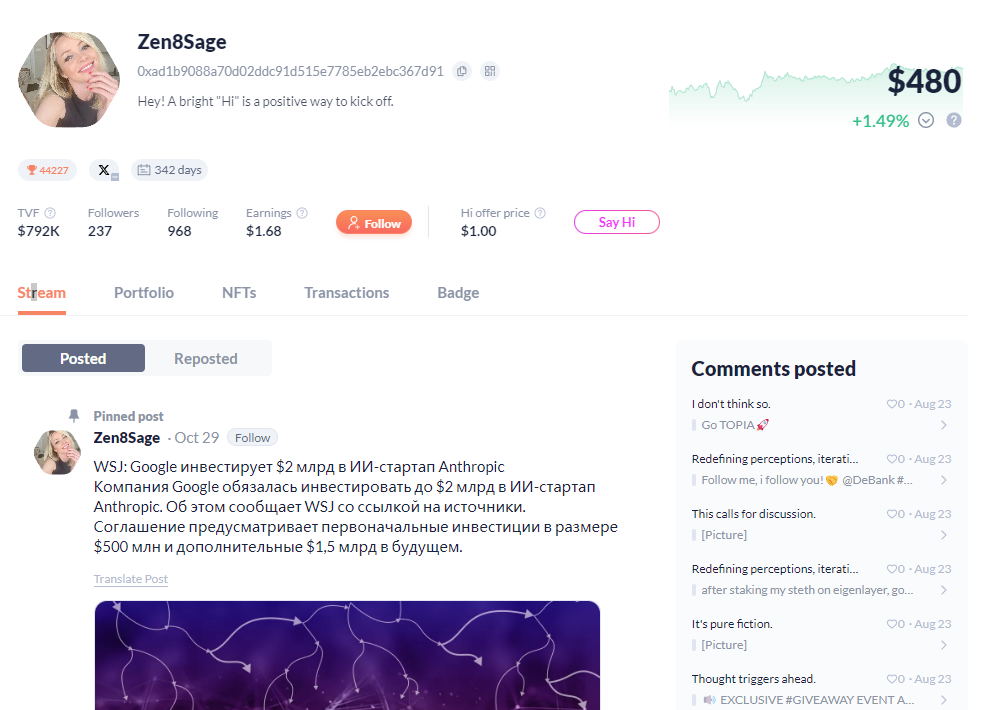 Zen8Sage
0xad1b9088a70d02ddc91d515e7785eb2ebc367d91
Hey! A bright "Hi" is a positive way to kick off.
$480
+1.49%
44227
X
342 days
TVF
Followers
Following
Earnings
Hi offer price
$792K
237
968
$1.68
Follow
$1.00
Say Hi
Stream
Portfolio
NFTs
Transactions
Badge
Posted
Reposted
Pinned post
Zen8Sage · Oct 29 Follow
WSJ: Google инвестирует $2 млрд в ИИ-стартап Anthropic
Компания Google обязалась инвестировать до $2 млрд в ИИ-стартап
Anthropic. Об этом сообщает WSJ со ссылкой на источники.
Соглашение предусматривает первоначальные инвестиции в размере
$500 млн и дополнительные $1,5 млрд в будущем.
Translate Post
Comments posted
I don't think so. 0 · Aug 23
Go TOPIA🚀
Redefining perceptions, iterati... 0 · Aug 23
Follow me, i follow you!🤝 @DeBank #...
This calls for discussion. 0 · Aug 23
[Picture]
Redefining perceptions, iterati... 0 · Aug 23
after staking my steth on eigenlayer, go...
It's pure fiction. 0 · Aug 23
[Picture]
Thought triggers ahead. 0 · Aug 23
📢 EXCLUSIVE #GIVEAWAY EVENT A...